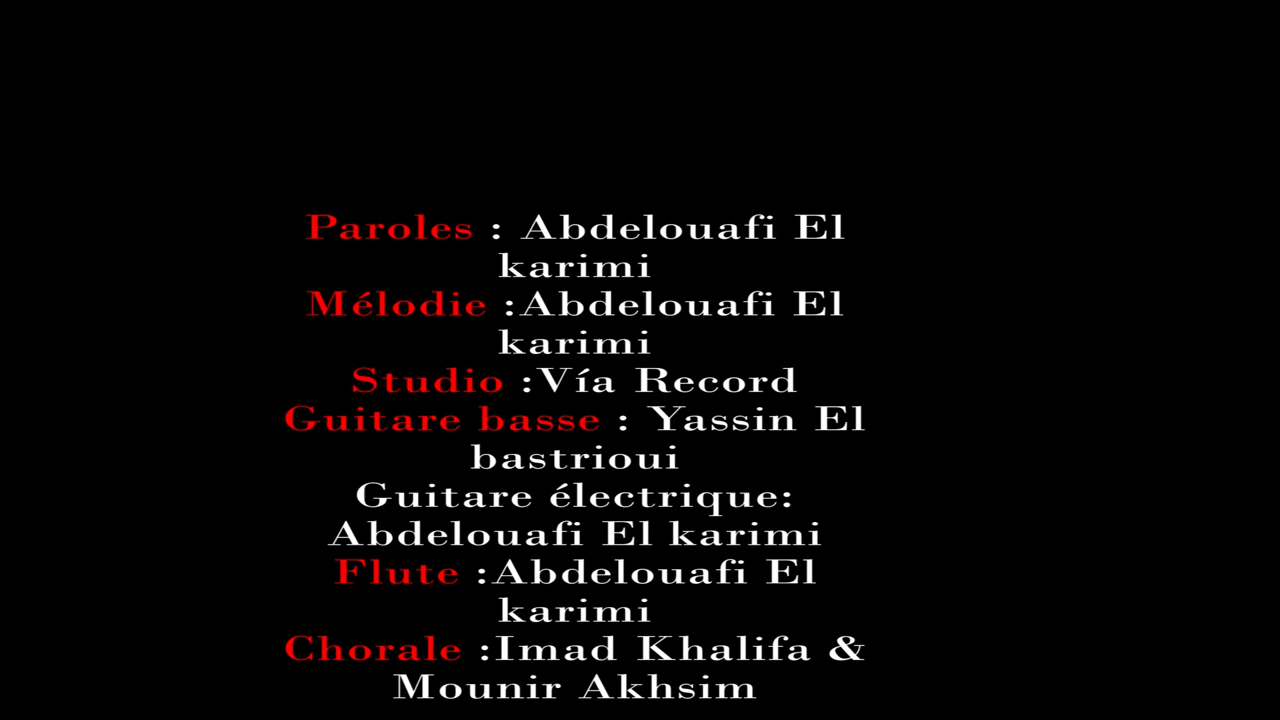 Paroles : Abdelouafi El
karimi
Mélodie :Abdelouafi El
karimi
Studio :Vía Record
Guitare basse : Yassin El
bastrioui
Guitare électrique:
Abdelouafi El karimi
Flute :Abdelouafi El
karimi
Chorale :Imad Khalifa &
Mounir Akhsim